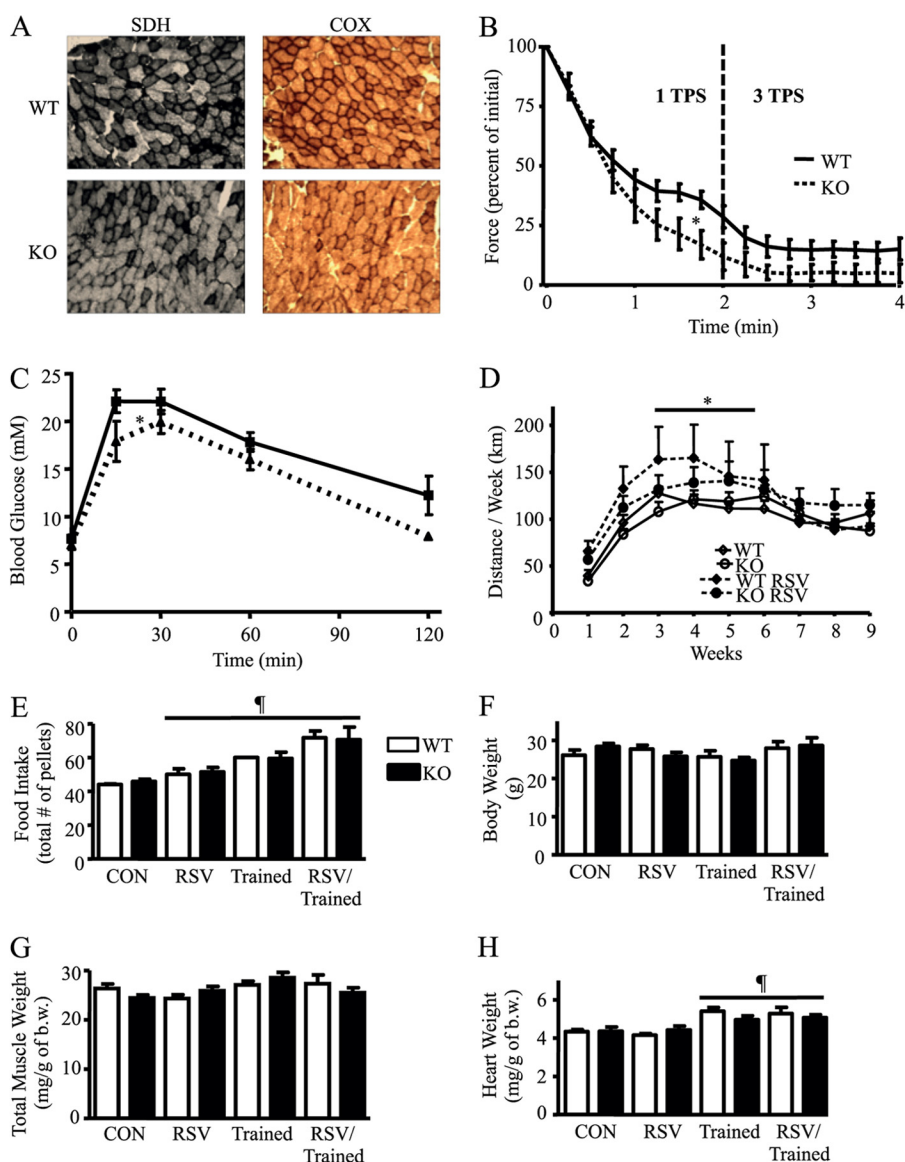 A
SDH
COX
WT
KO
B
Force (percent of initial)
100
75
50
25
0
1 TPS
3 TPS
WT
KO
*
0
1
2
3
4
Time (min)
C
Blood Glucose (mM)
25
20
15
10
5
0
*
0
30
60
90
120
Time (min)
D
Distance / Week (km)
200
150
100
50
0
*
WT
KO
WT RSV
KO RSV
0 1 2 3 4 5 6 7 8 9
Weeks
E
Food Intake
(total # of pellets)
80
60
40
20
0
¶
WT
KO
CON
RSV
Trained
RSV/
Trained
F
Body Weight
(g)
30
20
10
0
CON
RSV
Trained
RSV/
Trained
G
Total Muscle Weight
(mg/g of b.w.)
30
20
10
0
CON
RSV
Trained
RSV/
Trained
H
Heart Weight
(mg/g of b.w.)
6
4
2
0
¶
CON
RSV
Trained
RSV/
Trained